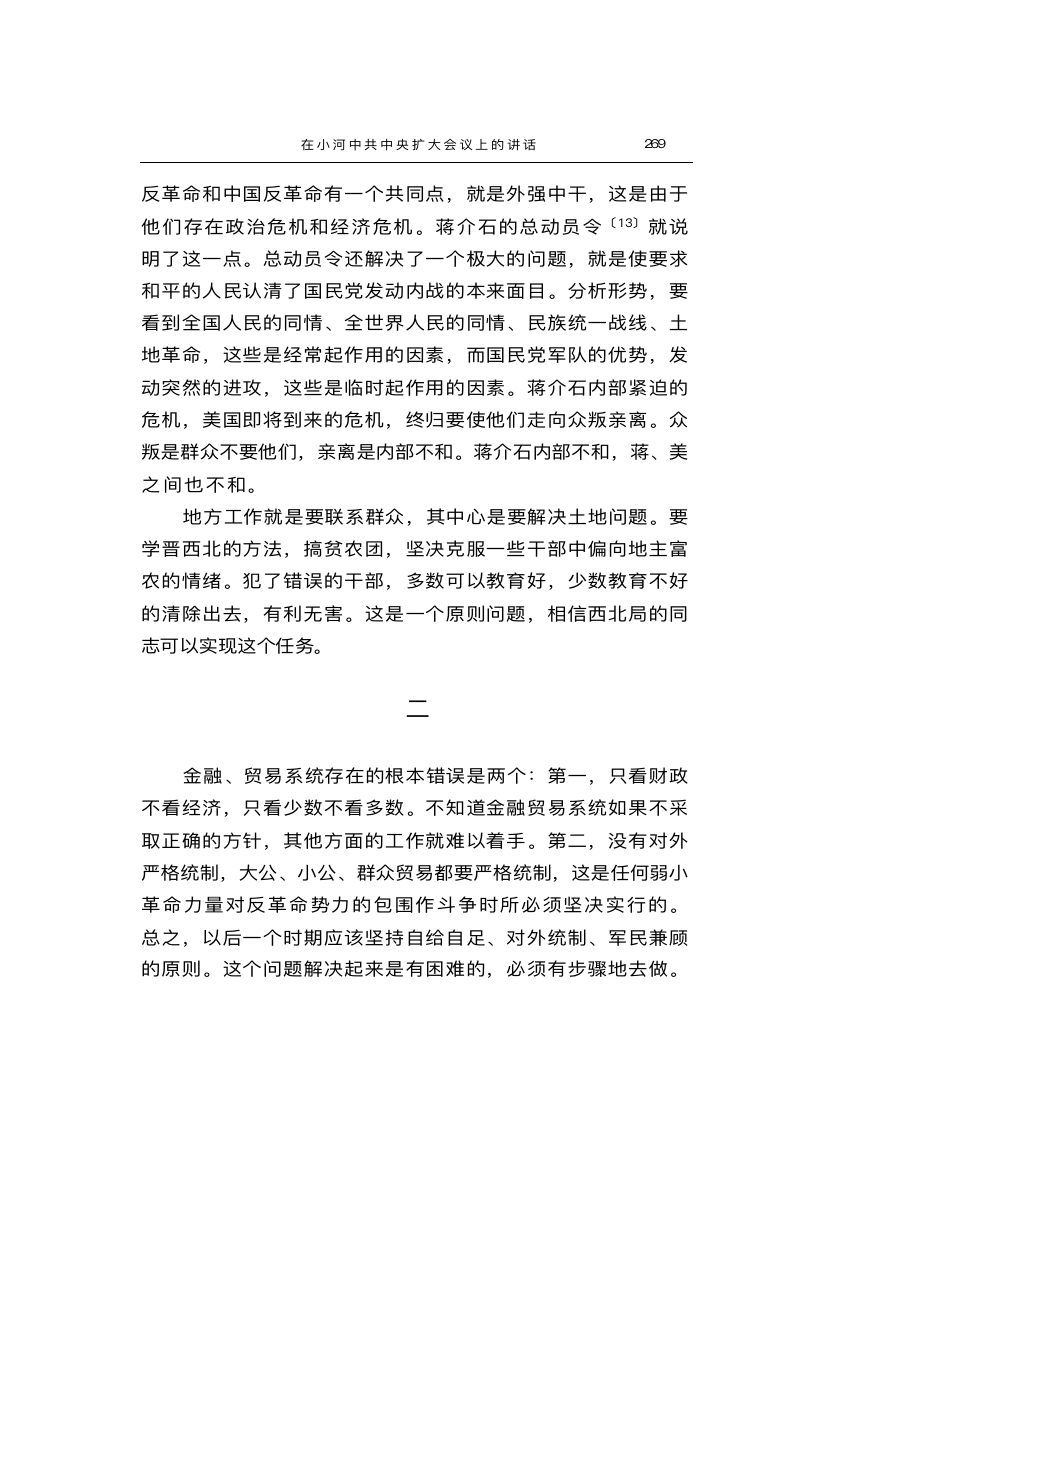 在小河中共中央扩大会议上的讲话 269
反革命和中国反革命有一个共同点，就是外强中干，这是由于
他们存在政治危机和经济危机。蒋介石的总动员令〔13〕就说
明了这一点。总动员令还解决了一个极大的问题，就是使要求
和平的人民认清了国民党发动内战的本来面目。分析形势，要
看到全国人民的同情、全世界人民的同情、民族统一战线、土
地革命，这些是经常起作用的因素，而国民党军队的优势，发
动突然的进攻，这些是临时起作用的因素。蒋介石内部紧迫的
危机，美国即将到来的危机，终归要使他们走向众叛亲离。众
叛是群众不要他们，亲离是内部不和。蒋介石内部不和，蒋、美
之间也不和。
地方工作就是要联系群众，其中心是要解决土地问题。要
学晋西北的方法，搞贫农团，坚决克服一些干部中偏向地主富
农的情绪。犯了错误的干部，多数可以教育好，少数教育不好
的清除出去，有利无害。这是一个原则问题，相信西北局的同
志可以实现这个任务。
二
金融、贸易系统存在的根本错误是两个：第一，只看财政
不看经济，只看少数不看多数。不知道金融贸易系统如果不采
取正确的方针，其他方面的工作就难以着手。第二，没有对外
严格统制，大公、小公、群众贸易都要严格统制，这是任何弱小
革命力量对反革命势力的包围作斗争时所必须坚决实行的。
总之，以后一个时期应该坚持自给自足、对外统制、军民兼顾
的原则。这个问题解决起来是有困难的，必须有步骤地去做。